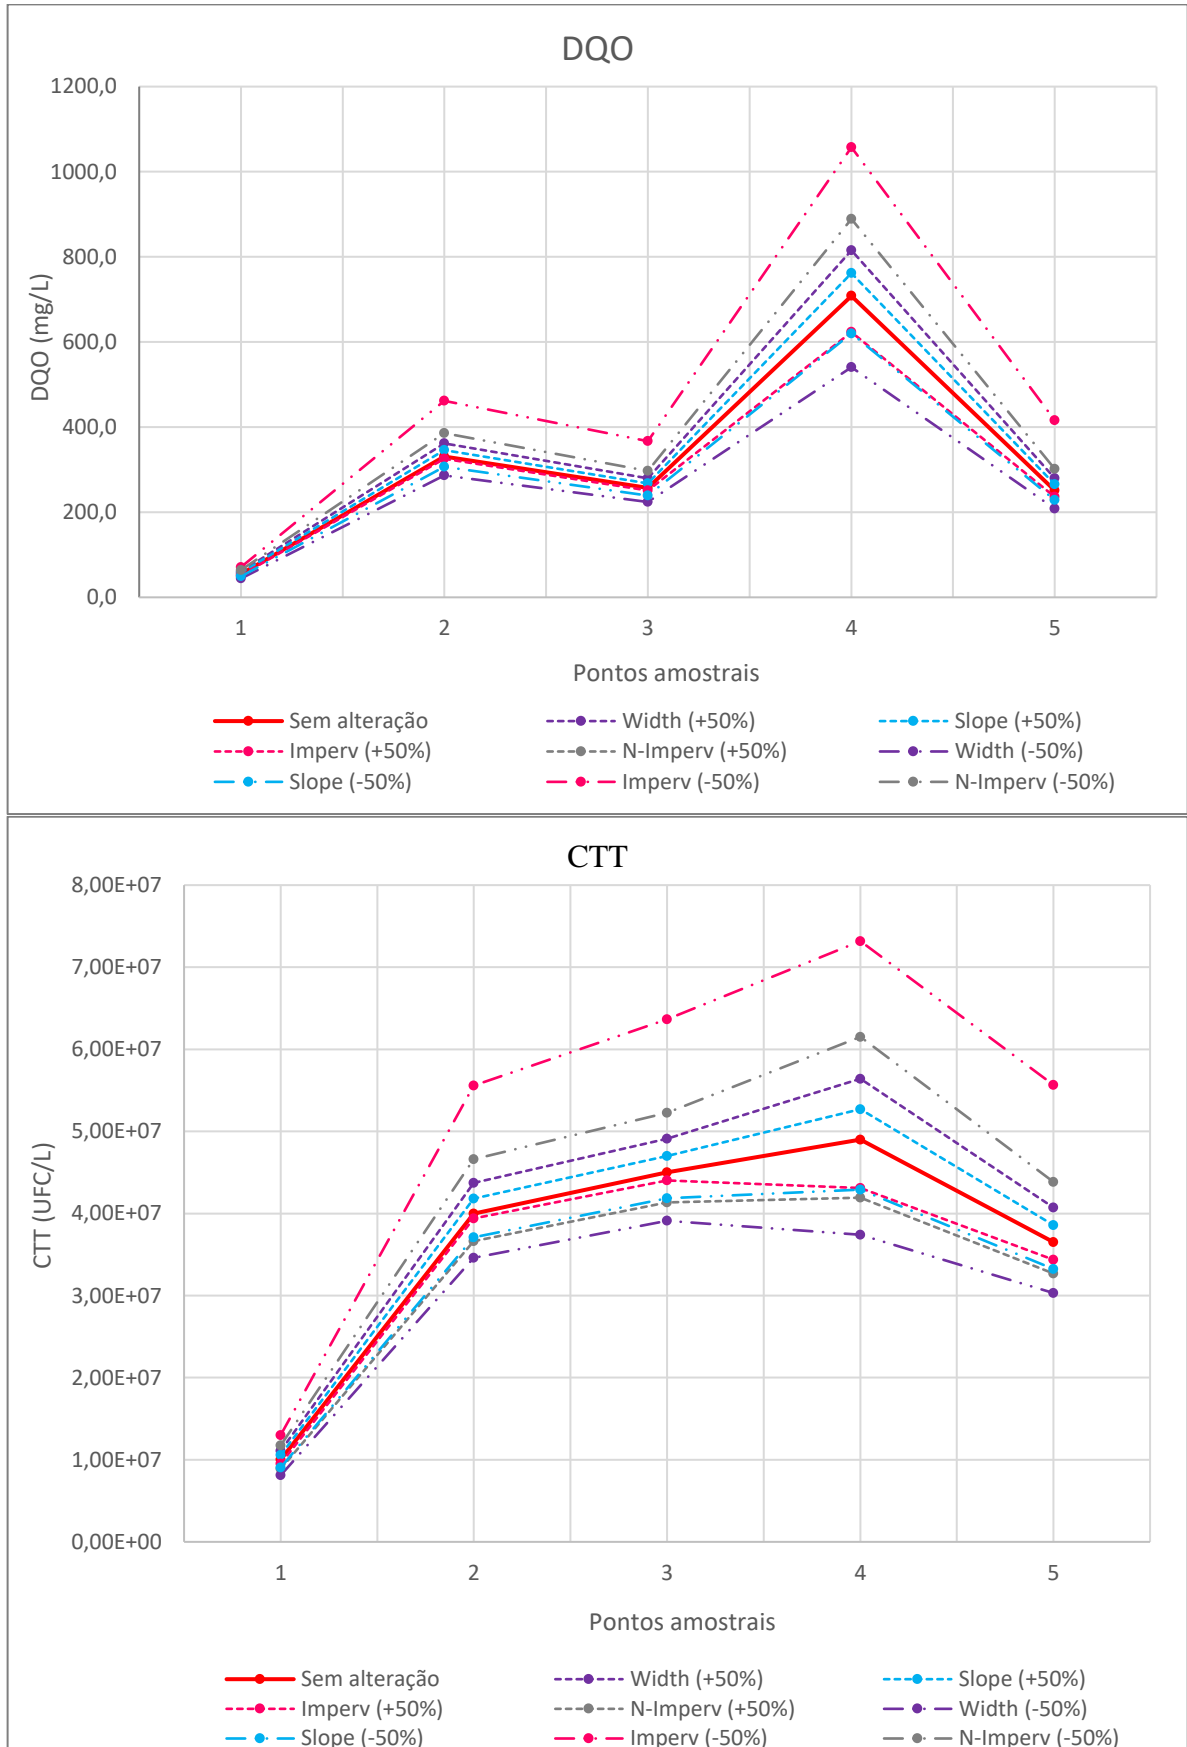 DQO
1200,0
1000,0
800,0
600,0
400,0
200,0
0,0
DQO (mg/L)
1 2 3 4 5
Pontos amostrais
Sem alteração Width (+50%) Slope (+50%)
Imperv (+50%) N-Imperv (+50%) Width (-50%)
Slope (-50%) Imperv (-50%) N-Imperv (-50%)
CTT
8,00E+07
7,00E+07
6,00E+07
5,00E+07
4,00E+07
3,00E+07
2,00E+07
1,00E+07
0,00E+00
CTT (UFC/L)
1 2 3 4 5
Pontos amostrais
Sem alteração Width (+50%) Slope (+50%)
Imperv (+50%) N-Imperv (+50%) Width (-50%)
Slope (-50%) Imperv (-50%) N-Imperv (-50%)